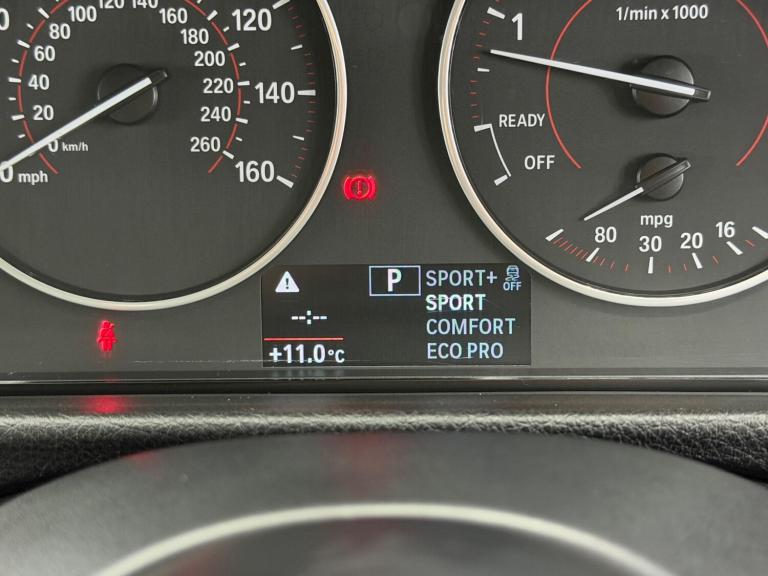 100
120
140
160
180
200
220
240
260
80
60
40
20
0 km/h
0 mph
120
140
160
1
1/min x 1000
READY
OFF
mpg
80
30
20
16
P
SPORT+
OFF
SPORT
--:--
COMFORT
+11.0°C
ECO PRO